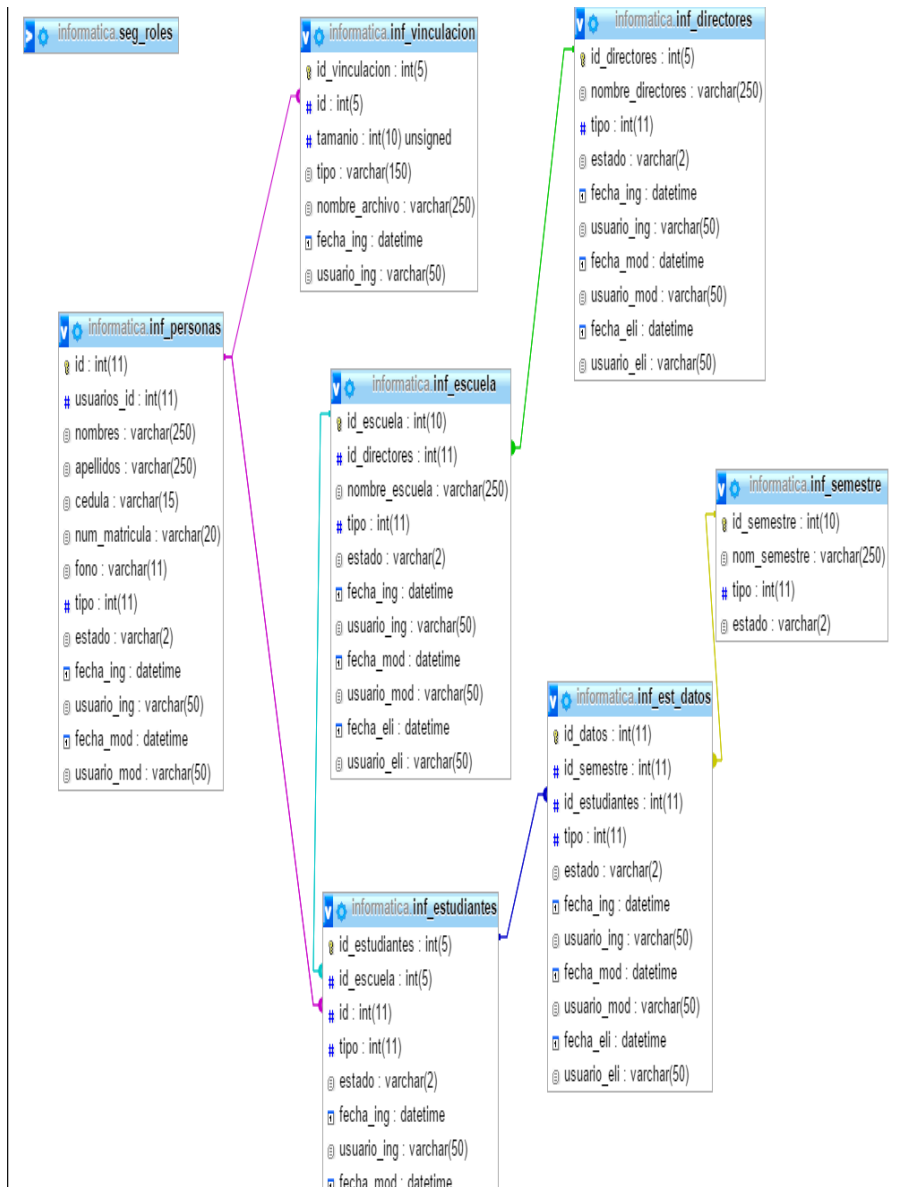 informatica.seg_roles
informatica.inf_vinculacion
id_vinculacion : int(5)
id : int(5)
tamanio : int(10) unsigned
tipo : varchar(150)
nombre_archivo : varchar(250)
fecha_ing : datetime
usuario_ing : varchar(50)
informatica.inf_directores
id_directores : int(5)
nombre_directores : varchar(250)
tipo : int(11)
estado : varchar(2)
fecha_ing : datetime
usuario_ing : varchar(50)
fecha_mod : datetime
usuario_mod : varchar(50)
fecha_eli : datetime
usuario_eli : varchar(50)
informatica.inf_personas
id : int(11)
usuarios_id : int(11)
nombres : varchar(250)
apellidos : varchar(250)
cedula : varchar(15)
num_matricula : varchar(20)
fono : varchar(11)
tipo : int(11)
estado : varchar(2)
fecha_ing : datetime
usuario_ing : varchar(50)
fecha_mod : datetime
usuario_mod : varchar(50)
informatica.inf_escuela
id_escuela : int(10)
id_directores : int(11)
nombre_escuela : varchar(250)
tipo : int(11)
estado : varchar(2)
fecha_ing : datetime
usuario_ing : varchar(50)
fecha_mod : datetime
usuario_mod : varchar(50)
fecha_eli : datetime
usuario_eli : varchar(50)
informatica.inf_semestre
id_semestre : int(10)
nom_semestre : varchar(250)
tipo : int(11)
estado : varchar(2)
informatica.inf_est_datos
id_datos : int(11)
id_semestre : int(11)
id_estudiantes : int(11)
tipo : int(11)
estado : varchar(2)
fecha_ing : datetime
usuario_ing : varchar(50)
fecha_mod : datetime
usuario_mod : varchar(50)
fecha_eli : datetime
usuario_eli : varchar(50)
informatica.inf_estudiantes
id_estudiantes : int(5)
id_escuela : int(5)
id : int(11)
tipo : int(11)
estado : varchar(2)
fecha_ing : datetime
usuario_ing : varchar(50)
fecha_mod : datetime